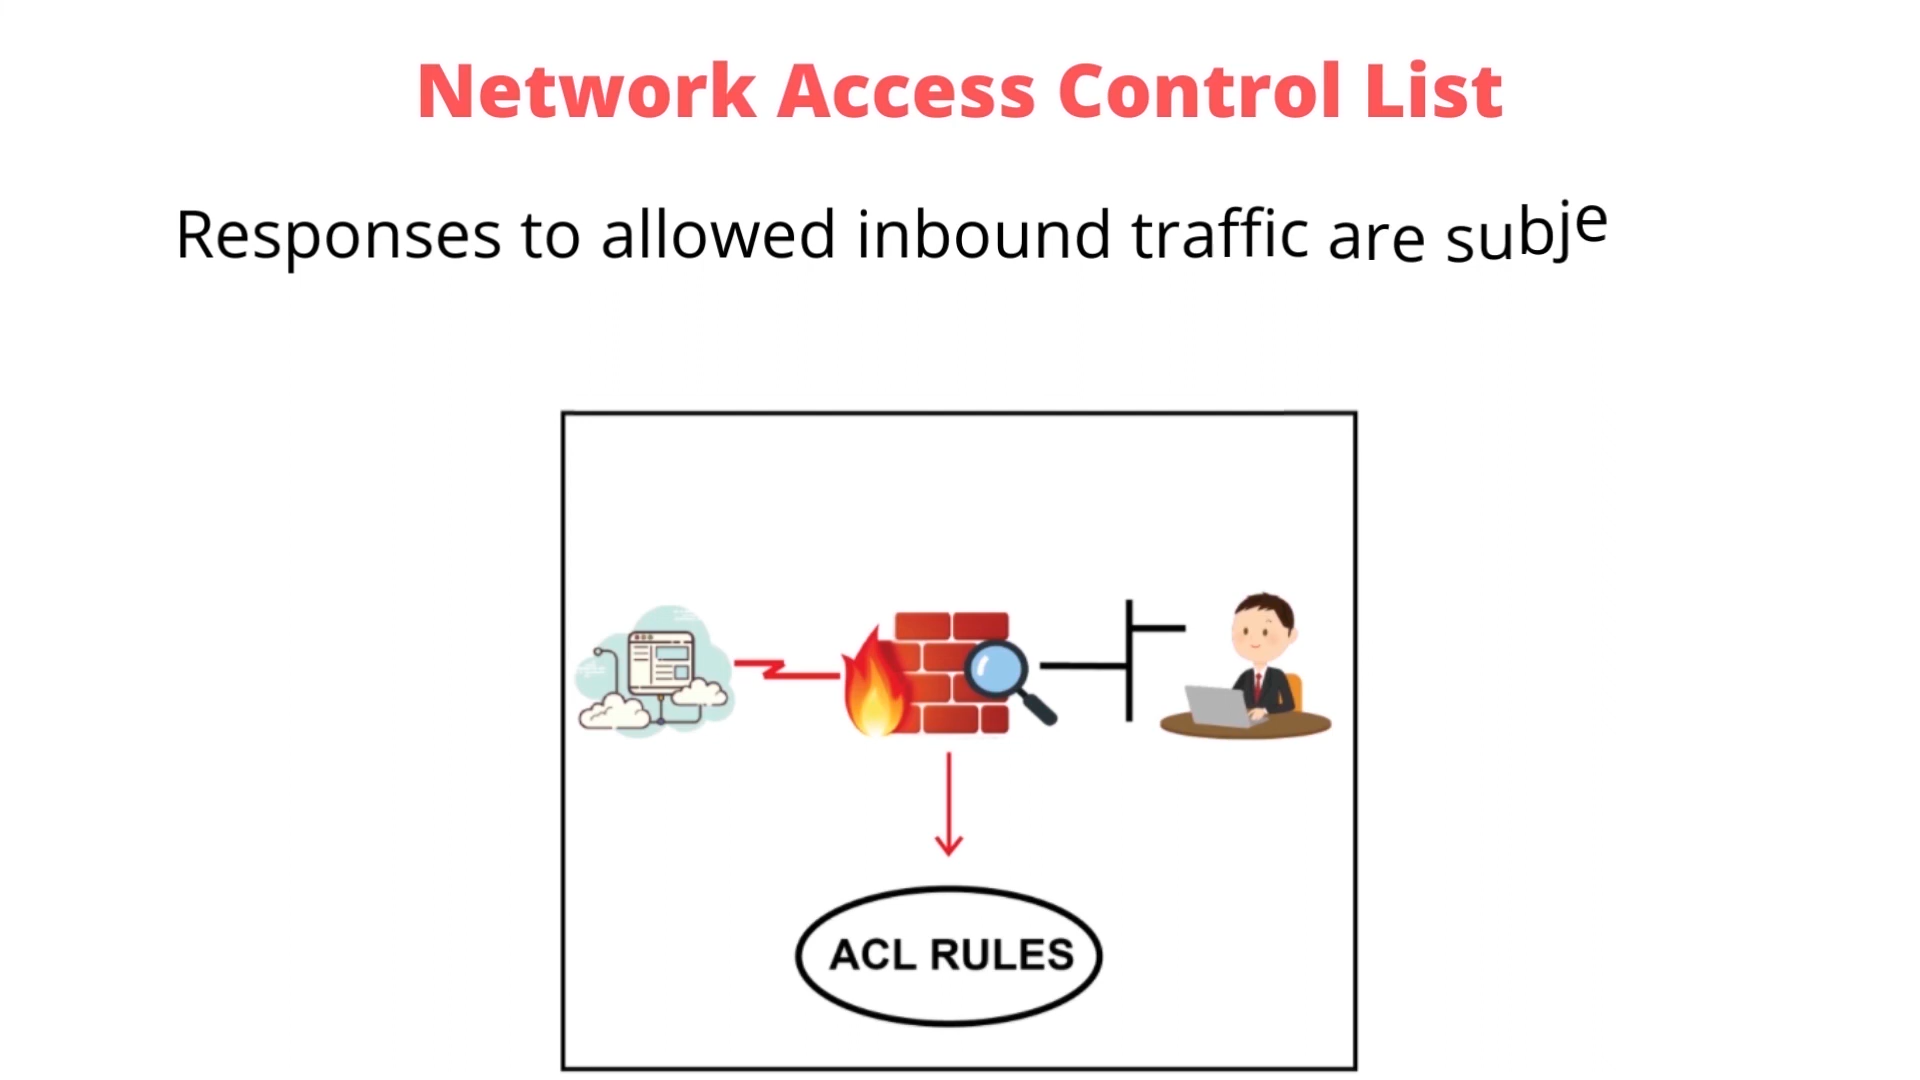 Network Access Control List
Responses to allowed inbound traffic are subje
ACL RULES